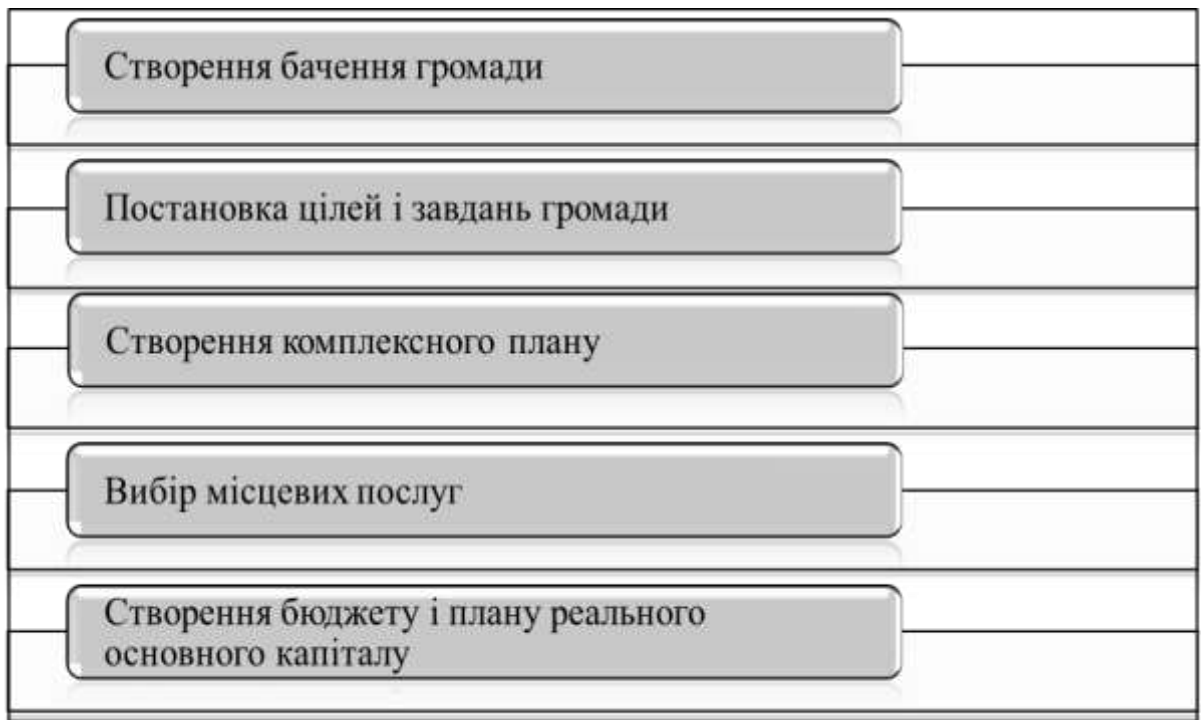 Створення бачення громади
Постановка цілей і завдань громади
Створення комплексного плану
Вибір місцевих послуг
Створення бюджету і плану реального
основного капіталу